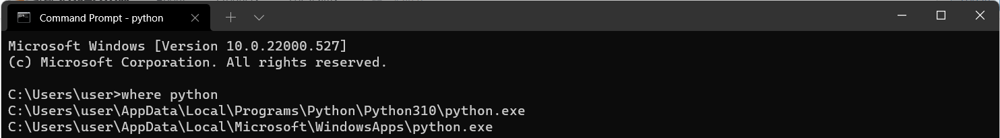 Command Prompt - python
Microsoft Windows [Version 10.0.22000.527]
(c) Microsoft Corporation. All rights reserved.
C:\Users\user>where python
C:\Users\user\AppData\Local\Programs\Python\Python310\python.exe
C:\Users\user\AppData\Local\Microsoft\WindowsApps\python.exe